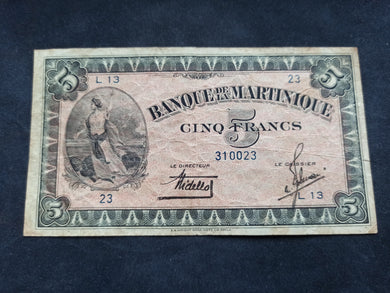 5 5
L 13 23
BANQUE DE LA MARTINIQUE
CINQ FRANCS
5
310023
LE DIRECTEUR LE CAISSIER
23 L 13
5 5